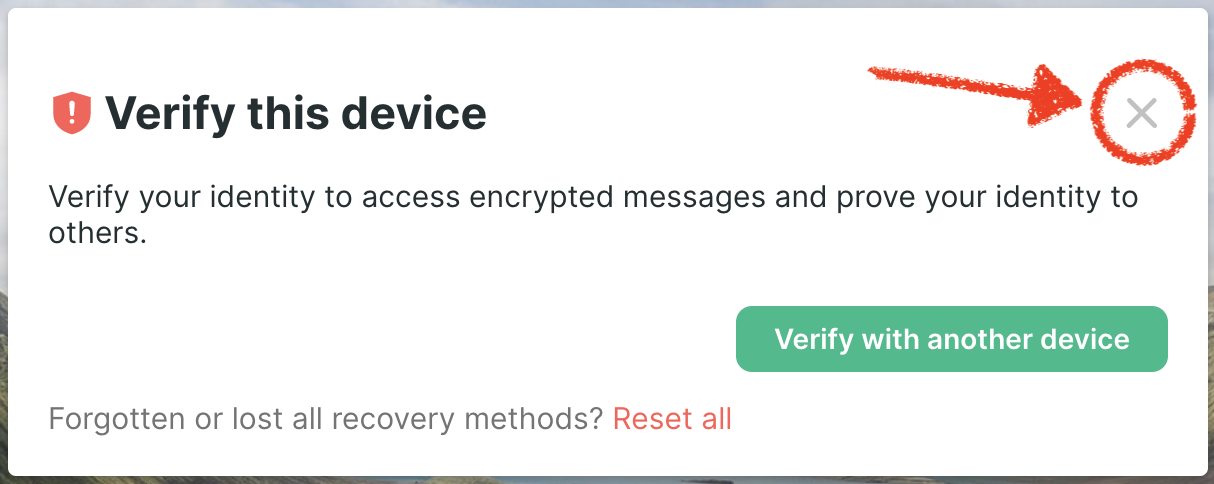 Verify this device
Verify your identity to access encrypted messages and prove your identity to
others.
Verify with another device
Forgotten or lost all recovery methods? Reset all